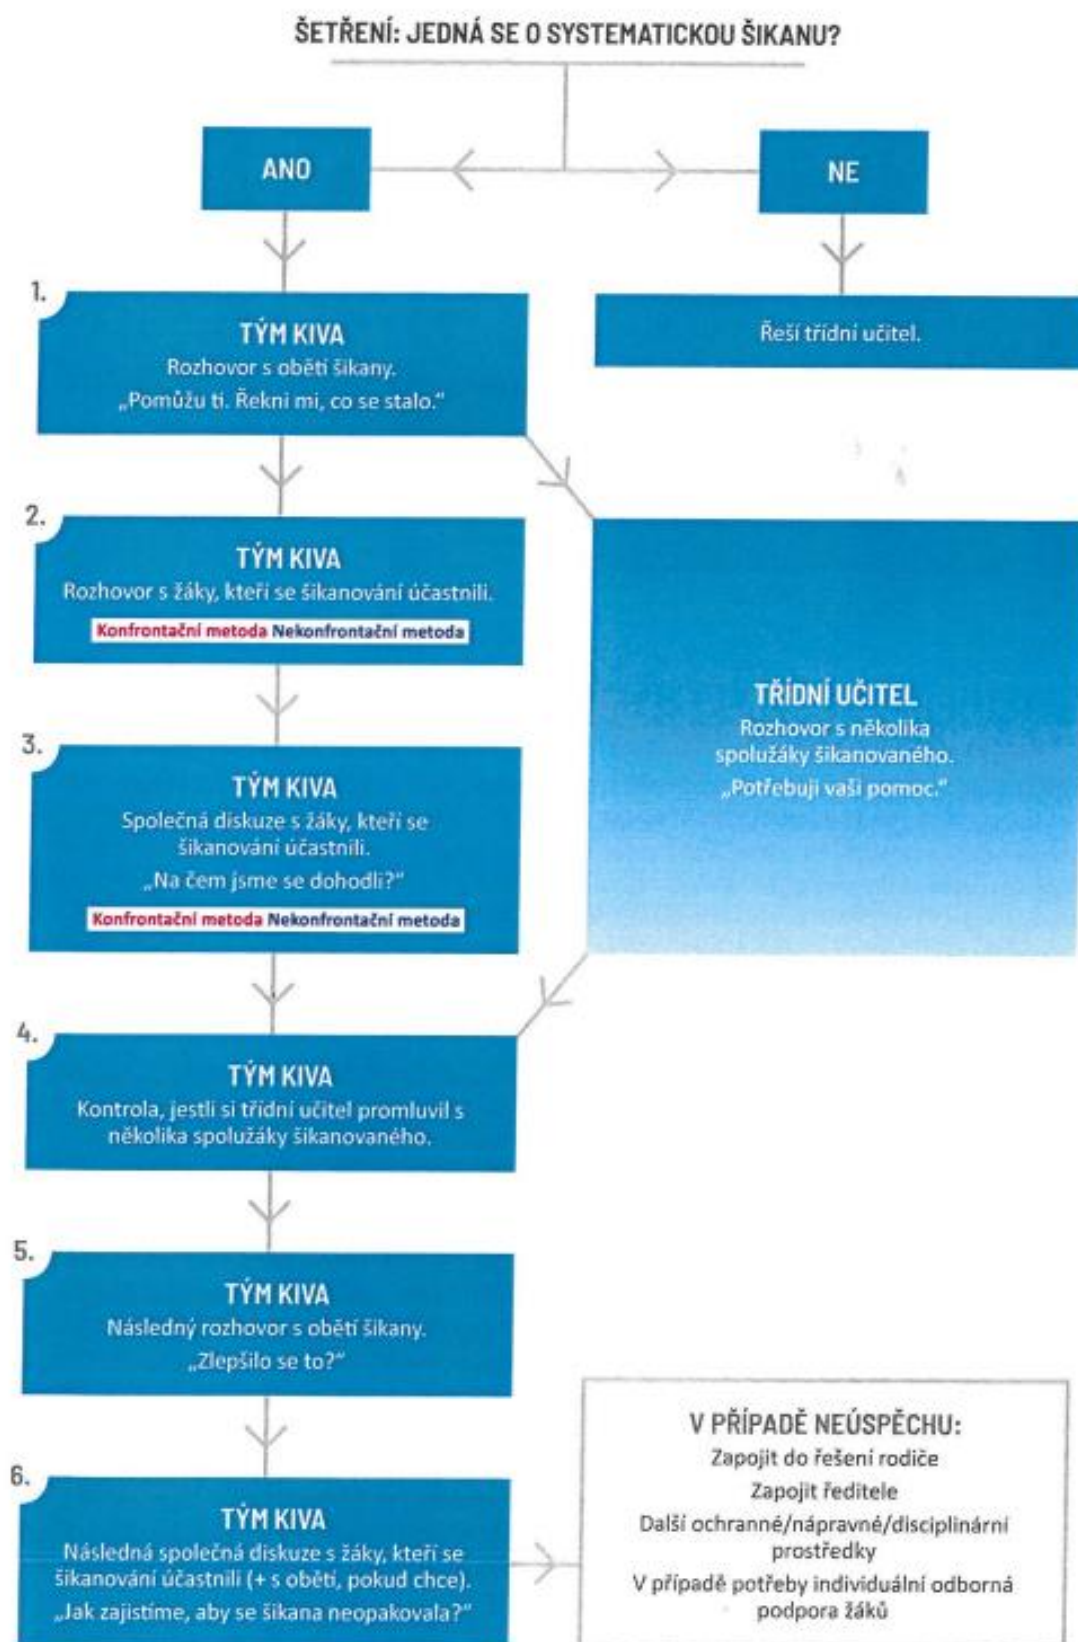 ŠETŘENÍ: JEDNÁ SE O SYSTEMATICKOU ŠIKANU?
ANO
NE
1.
TÝM KIVA
Rozhovor s obětí šikany.
„Pomůžu ti. Řekni mi, co se stalo.“
Řeší třídní učitel.
2.
TÝM KIVA
Rozhovor s žáky, kteří se šikanování účastnili.
Konfrontační metoda Nekonfrontační metoda
TŘÍDNÍ UČITEL
Rozhovor s několika
spolužáky šikanovaného.
„Potřebuji vaši pomoc.“
3.
TÝM KIVA
Společná diskuze s žáky, kteří se
šikanování účastnili.
„Na čem jsme se dohodli?“
Konfrontační metoda Nekonfrontační metoda
4.
TÝM KIVA
Kontrola, jestli si třídní učitel promluvil s
několika spolužáky šikanovaného.
5.
TÝM KIVA
Následný rozhovor s obětí šikany.
„Zlepšilo se to?“
6.
TÝM KIVA
Následná společná diskuze s žáky, kteří se
šikanování účastnili (+ s obětí, pokud chce).
„Jak zajistíme, aby se šikana neopakovala?“
V PŘÍPADĚ NEÚSPĚCHU:
Zapojit do řešení rodiče
Zapojit ředitele
Další ochranné/nápravné/disciplinární
prostředky
V případě potřeby individuální odborná
podpora žáků